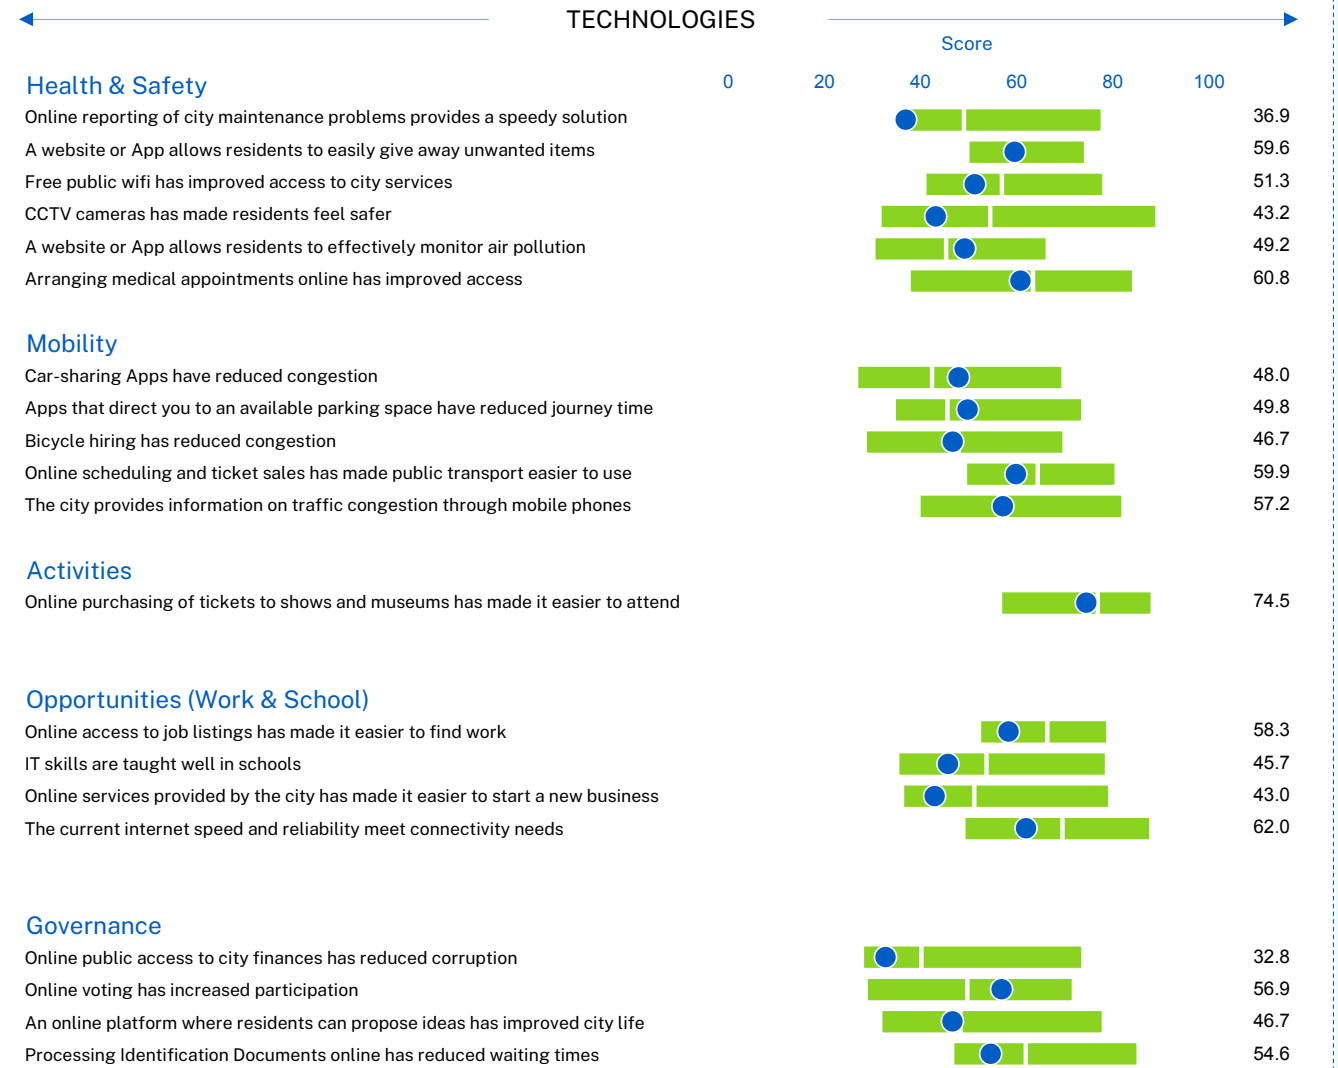 TECHNOLOGIES
Score
Health & Safety 0 20 40 60 80 100
Online reporting of city maintenance problems provides a speedy solution 36.9
A website or App allows residents to easily give away unwanted items 59.6
Free public wifi has improved access to city services 51.3
CCTV cameras has made residents feel safer 43.2
A website or App allows residents to effectively monitor air pollution 49.2
Arranging medical appointments online has improved access 60.8
Mobility
Car-sharing Apps have reduced congestion 48.0
Apps that direct you to an available parking space have reduced journey time 49.8
Bicycle hiring has reduced congestion 46.7
Online scheduling and ticket sales has made public transport easier to use 59.9
The city provides information on traffic congestion through mobile phones 57.2
Activities
Online purchasing of tickets to shows and museums has made it easier to attend 74.5
Opportunities (Work & School)
Online access to job listings has made it easier to find work 58.3
IT skills are taught well in schools 45.7
Online services provided by the city has made it easier to start a new business 43.0
The current internet speed and reliability meet connectivity needs 62.0
Governance
Online public access to city finances has reduced corruption 32.8
Online voting has increased participation 56.9
An online platform where residents can propose ideas has improved city life 46.7
Processing Identification Documents online has reduced waiting times 54.6